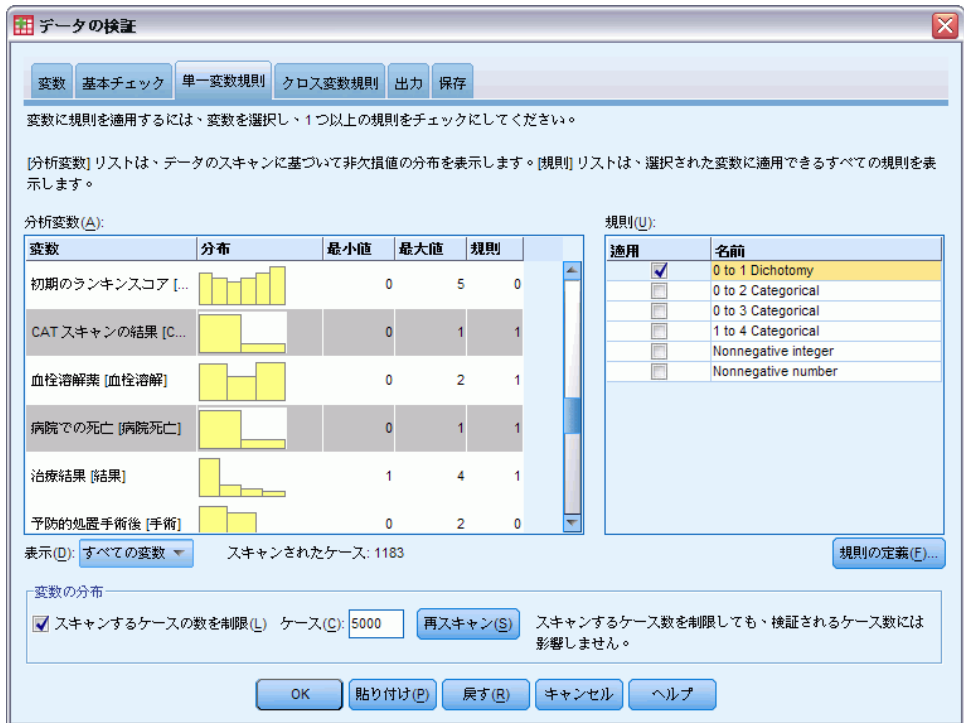 データの検証
変数 基本チェック 単一変数規則 クロス変数規則 出力 保存
変数に規則を適用するには、変数を選択し、1 つ以上の規則をチェックにしてください。
[分析変数] リストは、データのスキャンに基づいて非欠損値の分布を表示します。[規則] リストは、選択された変数に適用できるすべての規則を表
示します。
分析変数(A): 規則(U):
変数 分布 最小値 最大値 規則 適用 名前
初期のランキンスコア [... 0 5 0
CAT スキャンの結果 [C... 0 1 1
血栓溶解薬 [血栓溶解] 0 2 1
病院での死亡 [病院死亡] 0 1 1
治療結果 [結果] 1 4 1
予防的処置手術後 [手術] 0 2 0
0 to 1 Dichotomy
0 to 2 Categorical
0 to 3 Categorical
1 to 4 Categorical
Nonnegative integer
Nonnegative number
表示(D): すべての変数 スキャンされたケース: 1183 規則の定義(F)...
変数の分布
スキャンするケースの数を制限(L) ケース(C): 5000 再スキャン(S) スキャンするケース数を制限しても、検証されるケース数には
影響しません。
OK 貼り付け(P) 戻す(R) キャンセル ヘルプ